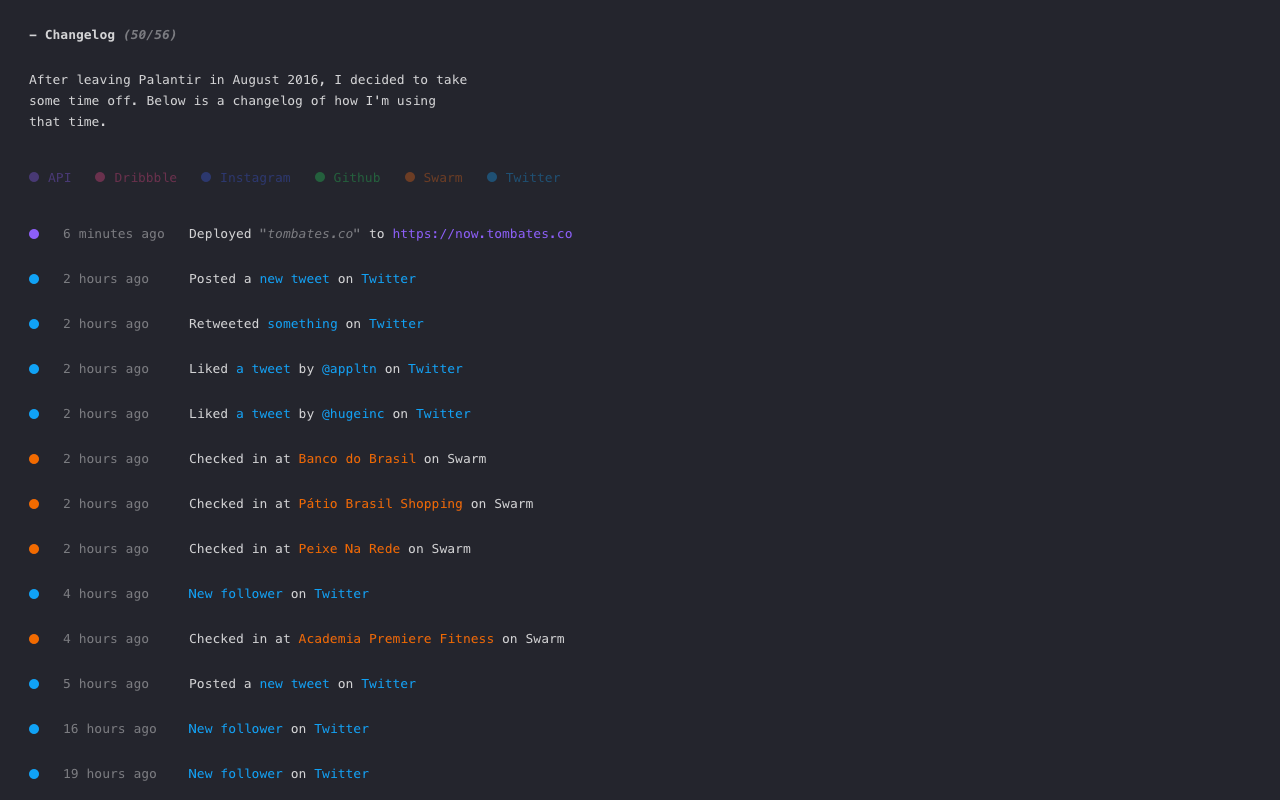 – Changelog (50/56)
After leaving Palantir in August 2016, I decided to take
some time off. Below is a changelog of how I'm using
that time.
API Dribbble Instagram Github Swarm Twitter
6 minutes ago Deployed "tombates.co" to https://now.tombates.co
2 hours ago Posted a new tweet on Twitter
2 hours ago Retweeted something on Twitter
2 hours ago Liked a tweet by @appltn on Twitter
2 hours ago Liked a tweet by @hugeinc on Twitter
2 hours ago Checked in at Banco do Brasil on Swarm
2 hours ago Checked in at Pátio Brasil Shopping on Swarm
2 hours ago Checked in at Peixe Na Rede on Swarm
4 hours ago New follower on Twitter
4 hours ago Checked in at Academia Premiere Fitness on Swarm
5 hours ago Posted a new tweet on Twitter
16 hours ago New follower on Twitter
19 hours ago New follower on Twitter